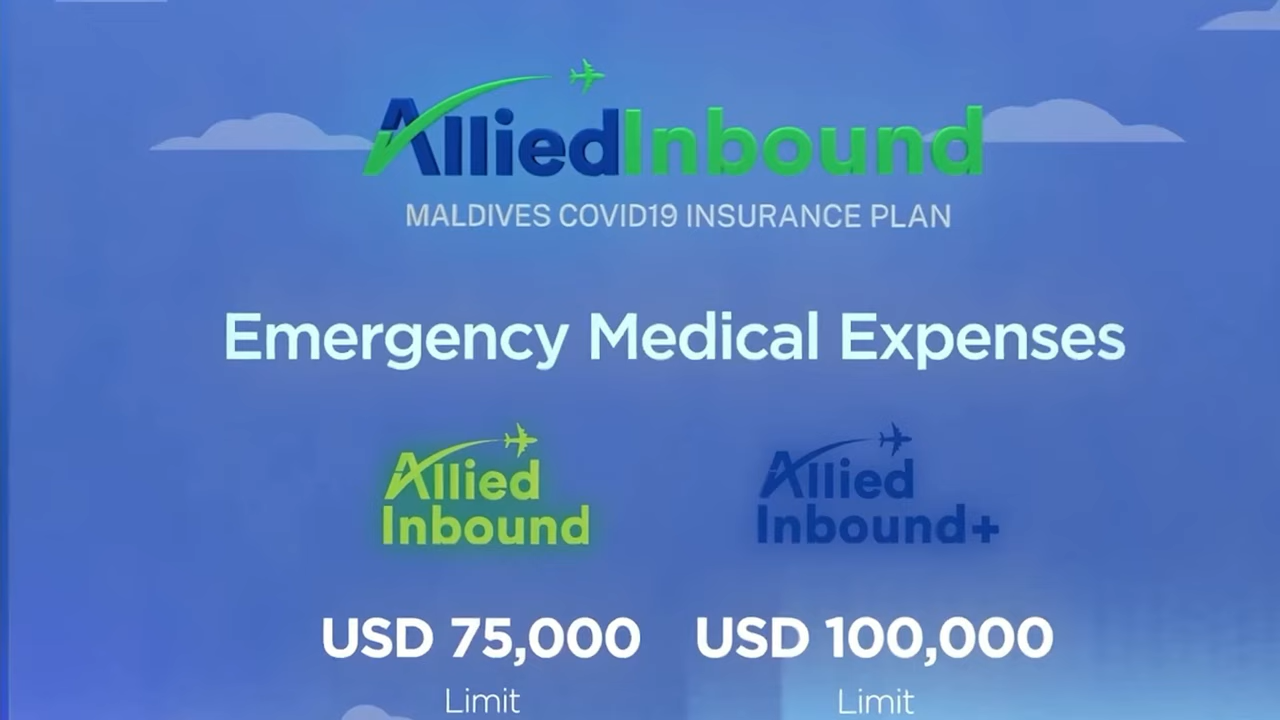 AlliedInbound
MALDIVES COVID19 INSURANCE PLAN
Emergency Medical Expenses
Allied
Inbound
Allied
Inbound+
USD 75,000
USD 100,000
Limit
Limit